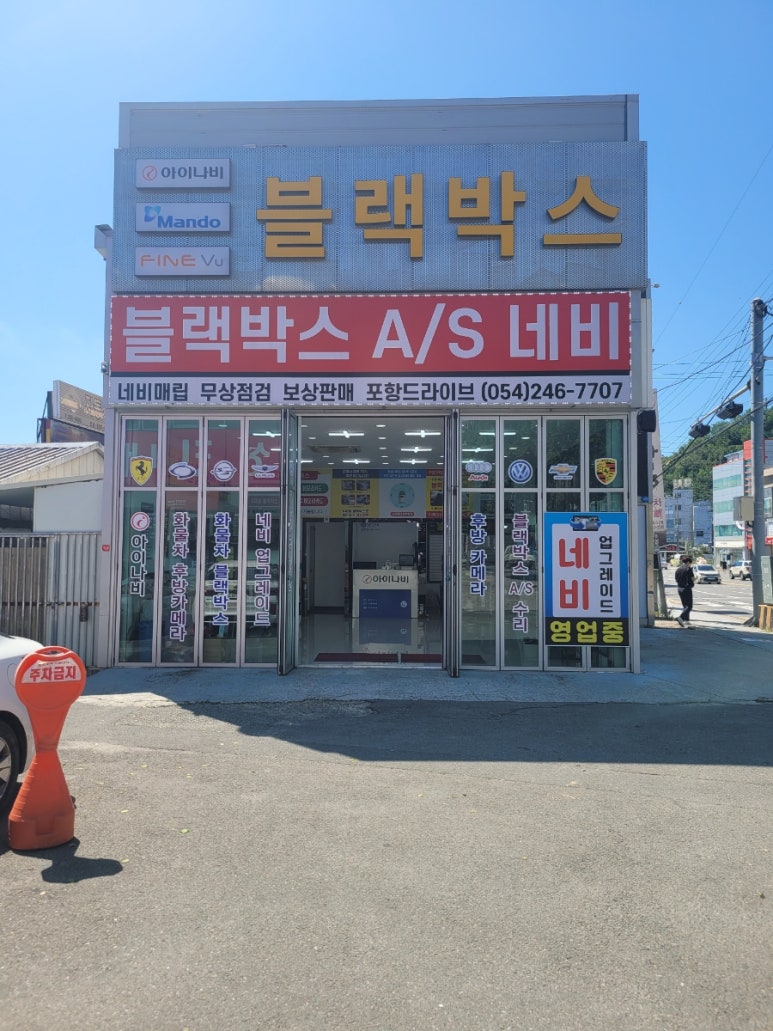 아이나비
Mando
FINE Vu
블랙박스
블랙박스 A/S 네비
네비매립 무상점검 보상판매 포항드라이브 (054)246-7707
아이나비
화물차 후방카메라
화물차 블랙박스
네비 업그레이드
아이나비
Audi
후방 카메라
블랙박스 A/S 수리
네비
업그레이드
영업중
주차금지